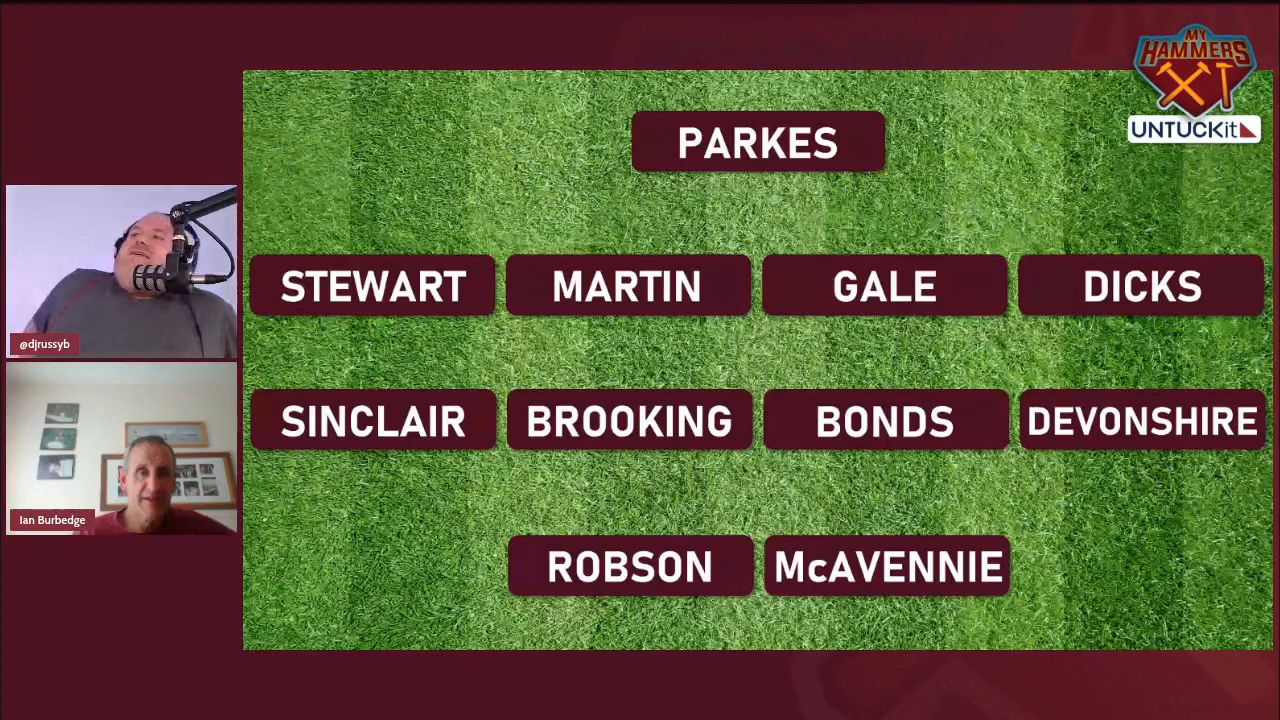 MY
HAMMERS
XI
UNTUCKit
PARKES
STEWART MARTIN GALE DICKS
SINCLAIR BROOKING BONDS DEVONSHIRE
ROBSON McAVENNIE
@djrussyb
Ian Burbedge